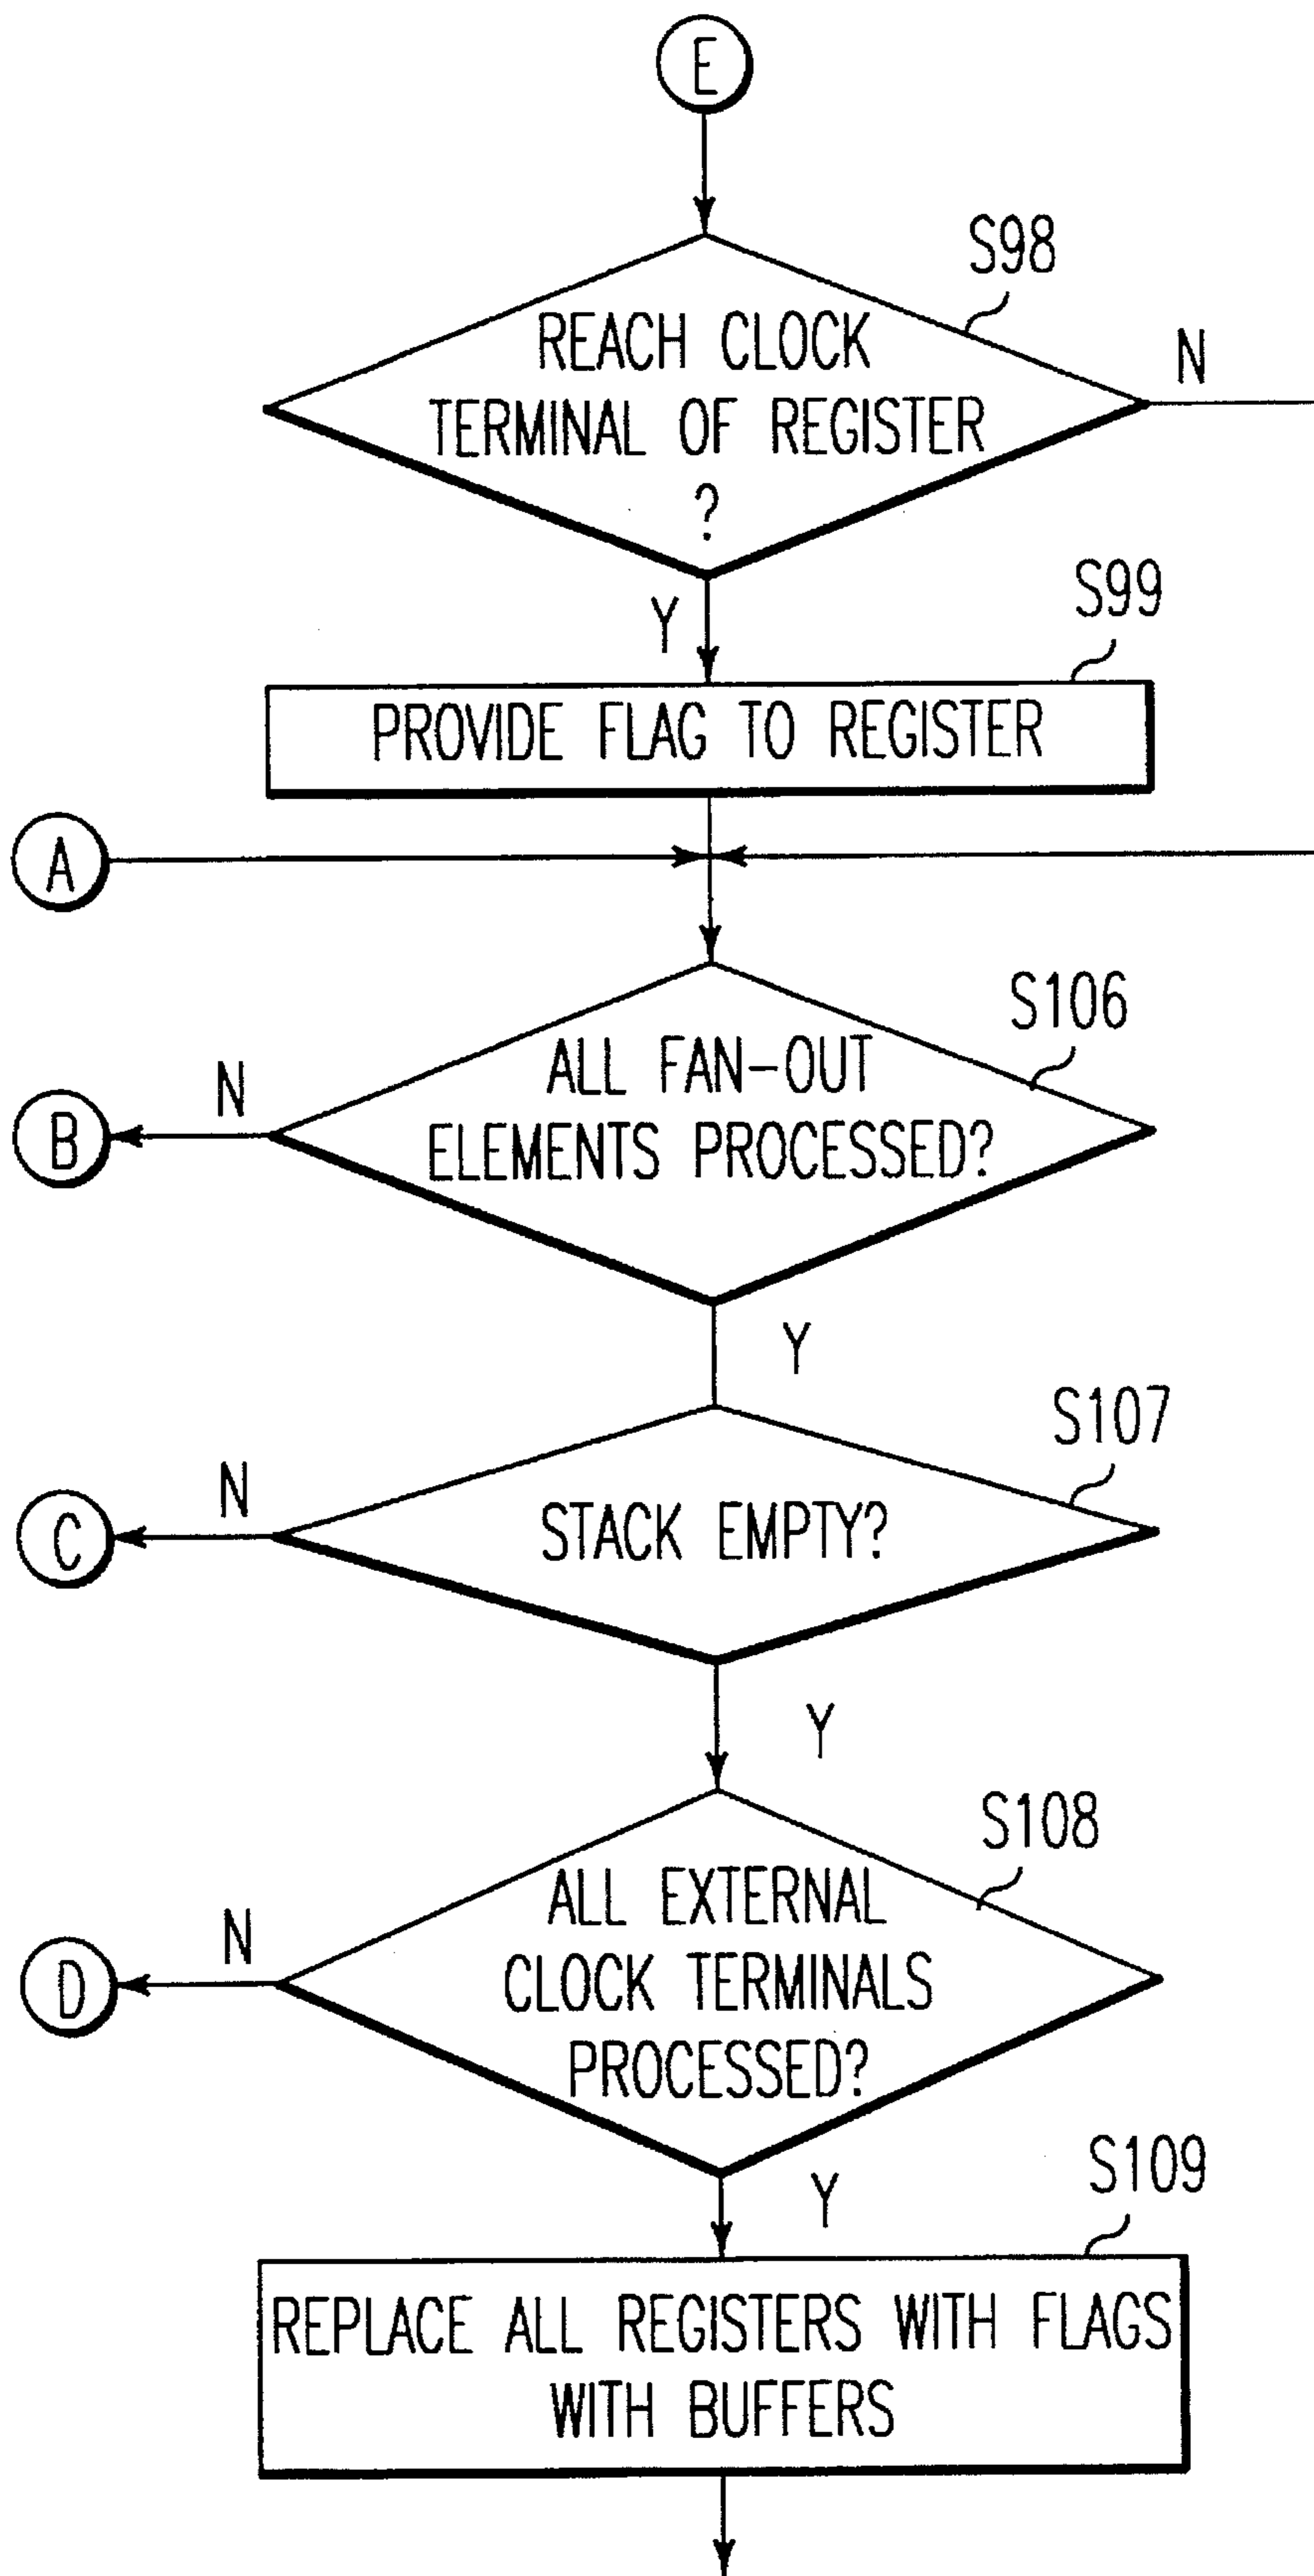 E
S98
REACH CLOCK
TERMINAL OF REGISTER
?
N
Y
S99
PROVIDE FLAG TO REGISTER
A
S106
ALL FAN-OUT
ELEMENTS PROCESSED?
N
B
Y
S107
STACK EMPTY?
N
C
Y
S108
ALL EXTERNAL
CLOCK TERMINALS
PROCESSED?
N
D
Y
S109
REPLACE ALL REGISTERS WITH FLAGS
WITH BUFFERS